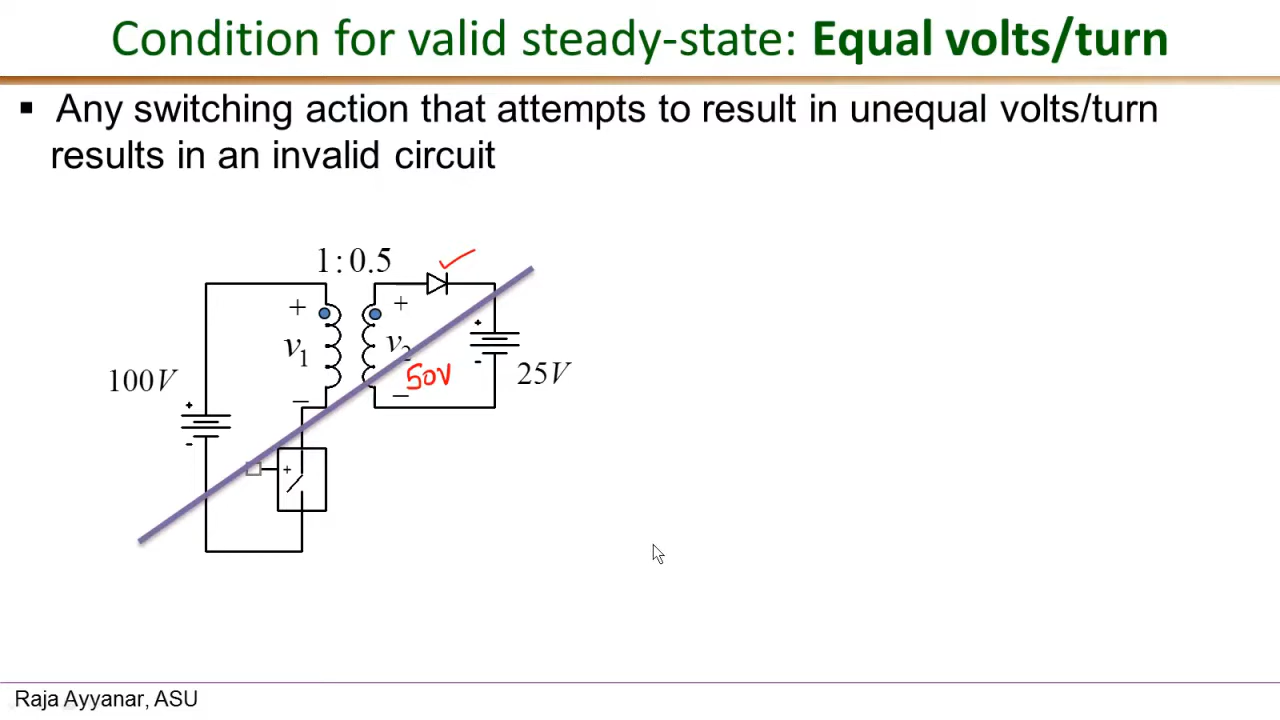 Condition for valid steady-state: Equal volts/turn
▪ Any switching action that attempts to result in unequal volts/turn
results in an invalid circuit
1:0.5
+
+
v1
v2
+
-
50V
100V
25V
−
−
+
-
+
Raja Ayyanar, ASU